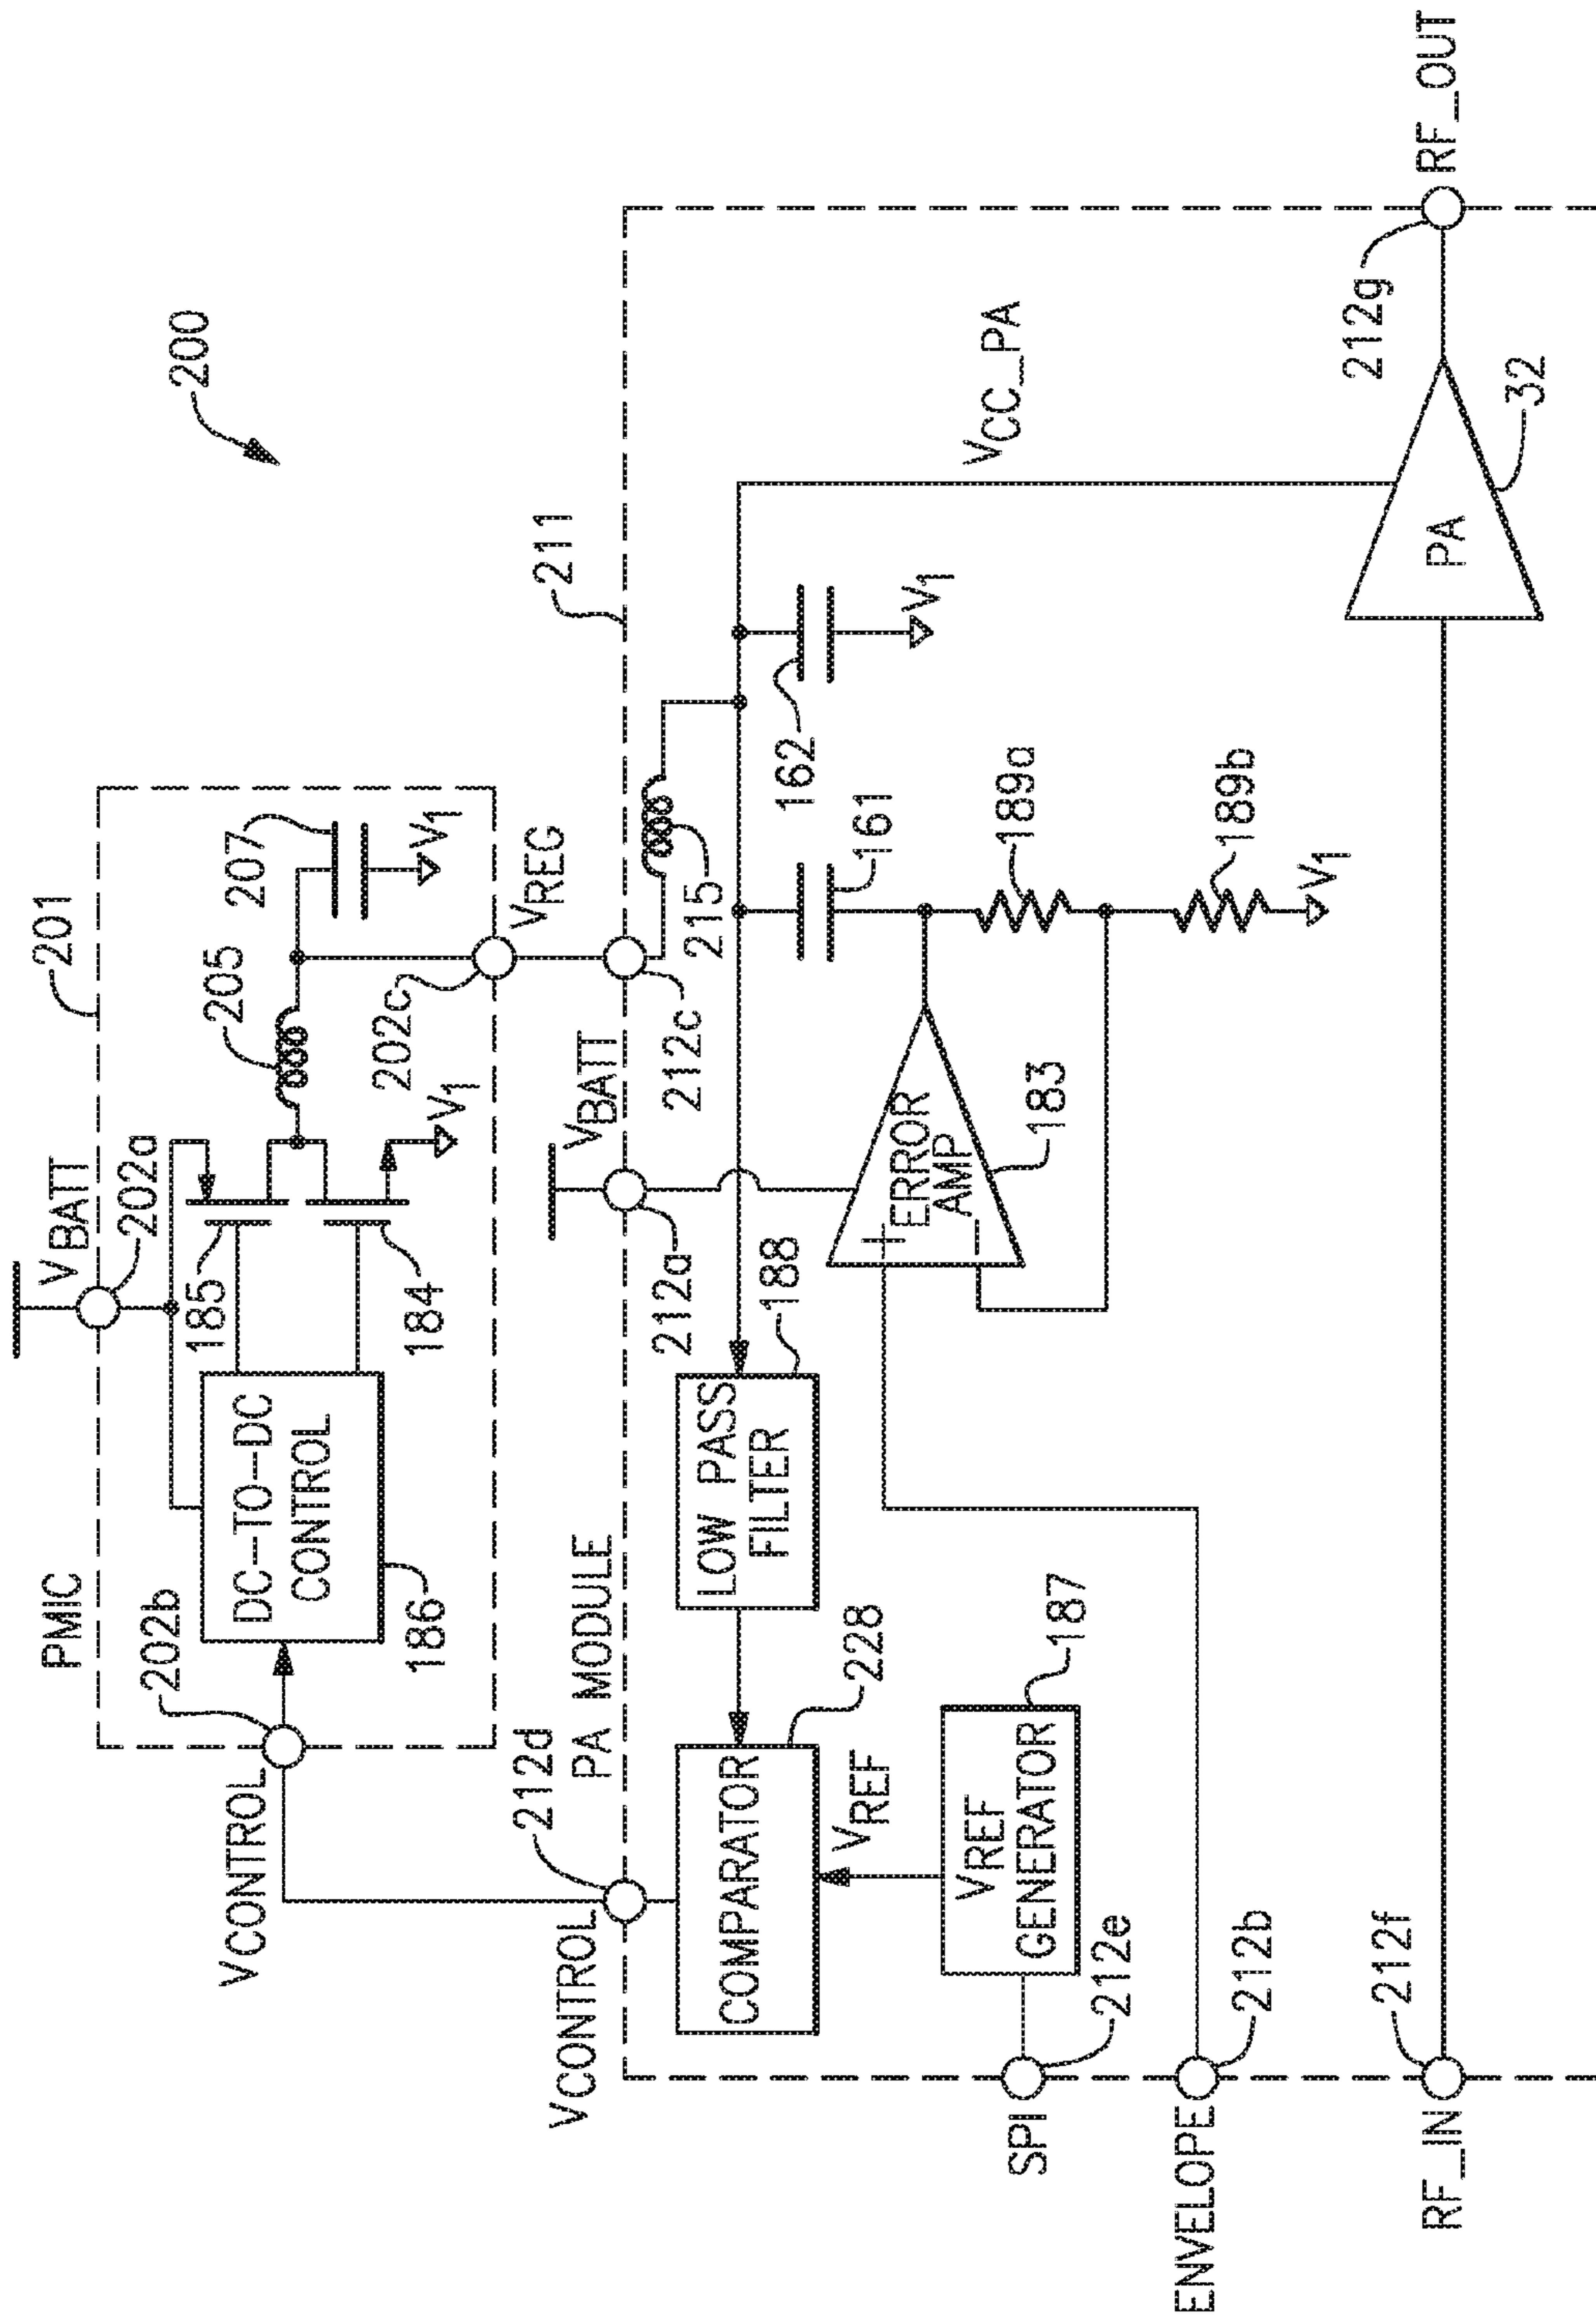 200
201
PMIC
VBATT
202a
202b
VCONTROL
DC-TO-DC
CONTROL
186
185
184
V1
205
207
V1
202c
VREG
211
PA MODULE
VCONTROL
212d
VBATT
212a
212c
215
COMPARATOR
228
LOW PASS
FILTER
188
VREF
VREF
GENERATOR
187
SPI
212e
ENVELOPE
212b
+
ERROR
AMP
-
183
161
162
V1
189a
189b
V1
VCC_PA
RF_IN
212f
PA
32
212g
RF_OUT